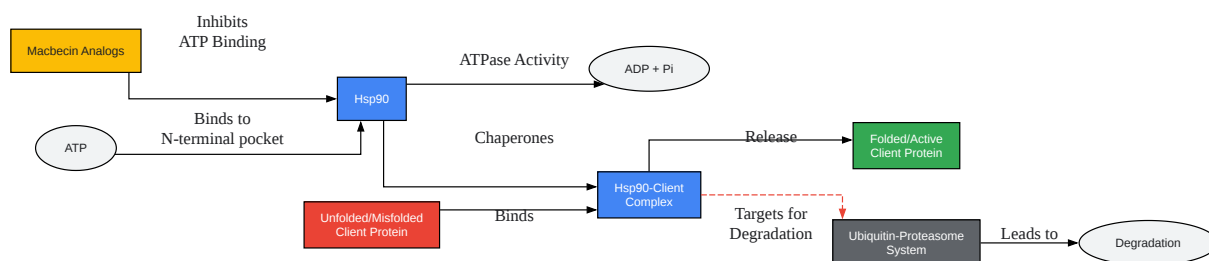 Inhibits
ATP Binding
Macbecin Analogs
ATPase Activity
ADP + Pi
Hsp90
Binds to
N-terminal pocket
ATP
Chaperones
Release
Folded/Active
Client Protein
Hsp90-Client
Complex
Unfolded/Misfolded
Client Protein
Binds
Targets for
Degradation
Ubiquitin-Proteasome
System
Leads to
Degradation